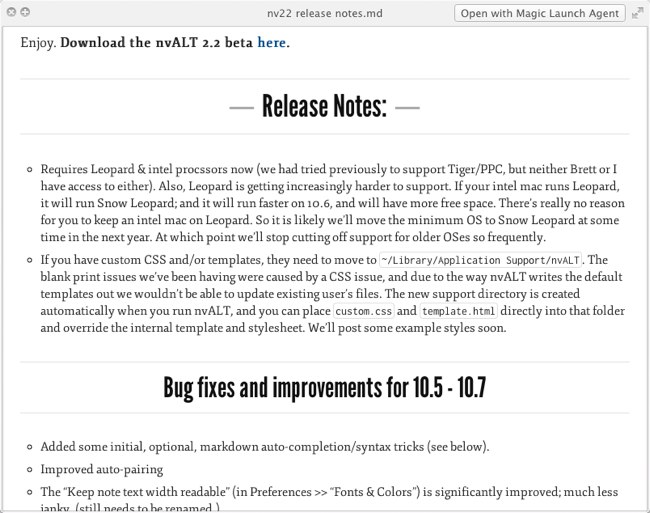 nv22 release notes.md
Open with Magic Launch Agent
Enjoy. Download the nvALT 2.2 beta here.
Release Notes:
Requires Leopard & intel procssors now (we had tried previously to support Tiger/PPC, but neither Brett or I
have access to either). Also, Leopard is getting increasingly harder to support. If your intel mac runs Leopard,
it will run Snow Leopard; and it will run faster on 10.6, and will have more free space. There's really no reason
for you to keep an intel mac on Leopard. So it is likely we'll move the minimum OS to Snow Leopard at some
time in the next year. At which point we'll stop cutting off support for older OSes so frequently.
If you have custom CSS and/or templates, they need to move to ~/Library/Application Support/nvALT. The
blank print issues we've been having were caused by a CSS issue, and due to the way nvALT writes the default
templates out we wouldn't be able to update existing user's files. The new support directory is created
automatically when you run nvALT, and you can place custom.css and template.html directly into that folder
and override the internal template and stylesheet. We'll post some example styles soon.
Bug fixes and improvements for 10.5 - 10.7
Added some initial, optional, markdown auto-completion/syntax tricks (see below).
Improved auto-pairing
The “Keep note text width readable” (in Preferences >> “Fonts & Colors”) is significantly improved; much less
janky. (still needs to be renamed.)